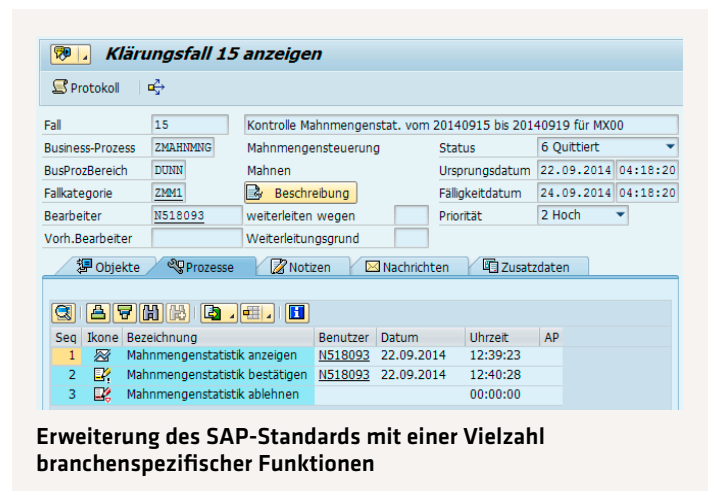 Klärungsfall 15 anzeigen
Protokoll
Fall 15 Kontrolle Mahnmengenstat. vom 20140915 bis 20140919 für MX00
Business-Prozess ZMAHNMNG Mahnmengensteuerung Status 6 Quittiert
BusProzBereich DUNN Mahnen Ursprungsdatum 22.09.2014 04:18:20
Fallkategorie ZMM1 Beschreibung Fälligkeitdatum 24.09.2014 04:18:20
Bearbeiter N518093 weiterleiten wegen Priorität 2 Hoch
Vorh.Bearbeiter Weiterleitungsgrund
Objekte Prozesse Notizen Nachrichten Zusatzdaten
Seq Ikone Bezeichnung Benutzer Datum Uhrzeit AP
1 Mahnmengenstatistik anzeigen N518093 22.09.2014 12:39:23
2 Mahnmengenstatistik bestätigen N518093 22.09.2014 12:40:28
3 Mahnmengenstatistik ablehnen 00:00:00
Erweiterung des SAP-Standards mit einer Vielzahl
branchenspezifischer Funktionen